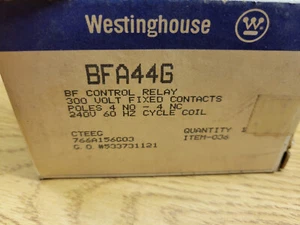 Westinghouse
BFA44G
BF CONTROL RELAY
300 VOLT FIXED CONTACTS
POLES 4 NO - 4 NC
240V 60 HZ CYCLE COIL
CTEEG QUANTITY 1
766A156G03 ITEM-036
G.O. #533731121